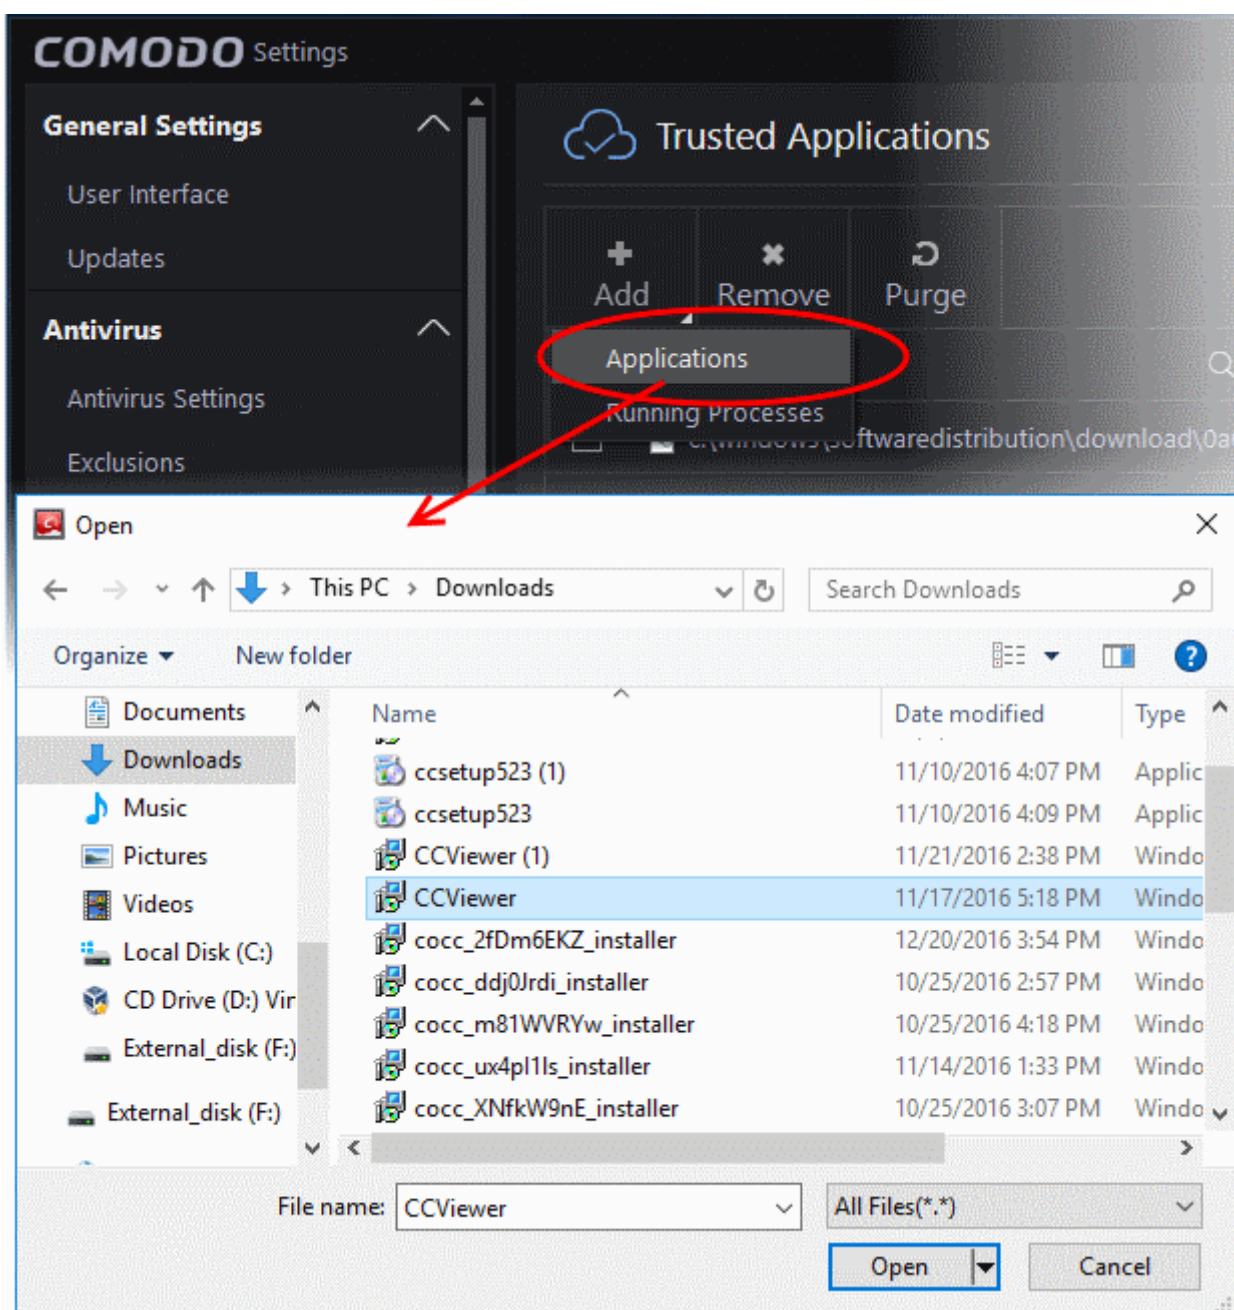 COMODO Settings
General Settings
User Interface
Updates
Antivirus
Antivirus Settings
Exclusions
Trusted Applications
Add
Remove
Purge
Applications
Running Processes
c:\windows\softwaredistribution\download\0a
Open
This PC > Downloads
Search Downloads
Organize
New folder
Documents
Downloads
Music
Pictures
Videos
Local Disk (C:)
CD Drive (D:) Vir
External_disk (F:)
External_disk (F:)
Name Date modified Type
ccsetup523 (1) 11/10/2016 4:07 PM Applic
ccsetup523 11/10/2016 4:09 PM Applic
CCViewer (1) 11/21/2016 2:38 PM Windo
CCViewer 11/17/2016 5:18 PM Windo
cocc_2fDm6EKZ_installer 12/20/2016 3:54 PM Windo
cocc_ddj0Jrdi_installer 10/25/2016 2:57 PM Windo
cocc_m81WVRYw_installer 10/25/2016 4:18 PM Windo
cocc_ux4pl1ls_installer 11/14/2016 1:33 PM Windo
cocc_XNfkW9nE_installer 10/25/2016 3:07 PM Windo
File name: CCViewer
All Files(*.*)
Open
Cancel